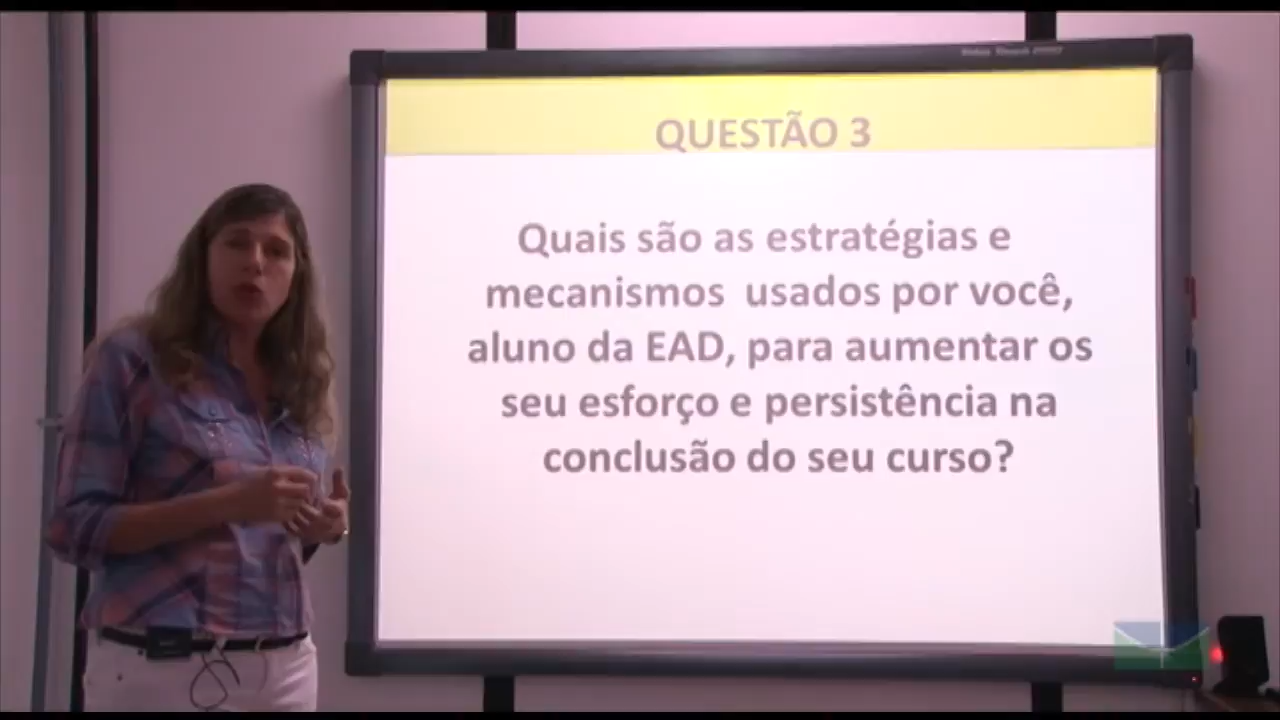 QUESTÃO 3
Quais são as estratégias e
mecanismos usados por você,
aluno da EAD, para aumentar os
seu esforço e persistência na
conclusão do seu curso?